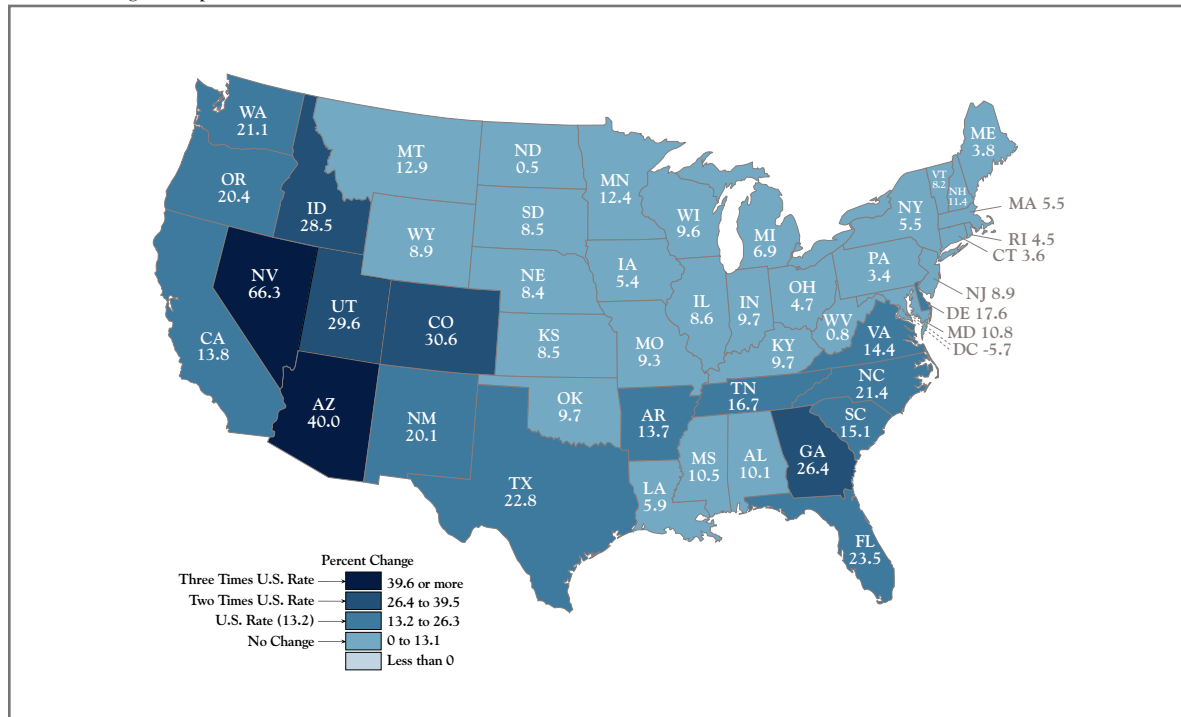 WA
21.1
OR
20.4
ID
28.5
MT
12.9
ND
0.5
MN
12.4
SD
8.5
WY
8.9
WI
9.6
MI
6.9
ME
3.8
VT
8.2
NH
11.4
MA 5.5
NY
5.5
RI 4.5
CT 3.6
PA
3.4
NJ 8.9
DE 17.6
MD 10.8
DC -5.7
NV
66.3
UT
29.6
CO
30.6
CA
13.8
NE
8.4
IA
5.4
IL
8.6
IN
9.7
OH
4.7
WV
0.8
VA
14.4
KS
8.5
MO
9.3
KY
9.7
NC
21.4
TN
16.7
SC
15.1
AZ
40.0
NM
20.1
OK
9.7
AR
13.7
TX
22.8
LA
5.9
MS
10.5
AL
10.1
GA
26.4
FL
23.5
Percent Change
Three Times U.S. Rate 39.6 or more
Two Times U.S. Rate 26.4 to 39.5
U.S. Rate (13.2) 13.2 to 26.3
No Change 0 to 13.1
Less than 0